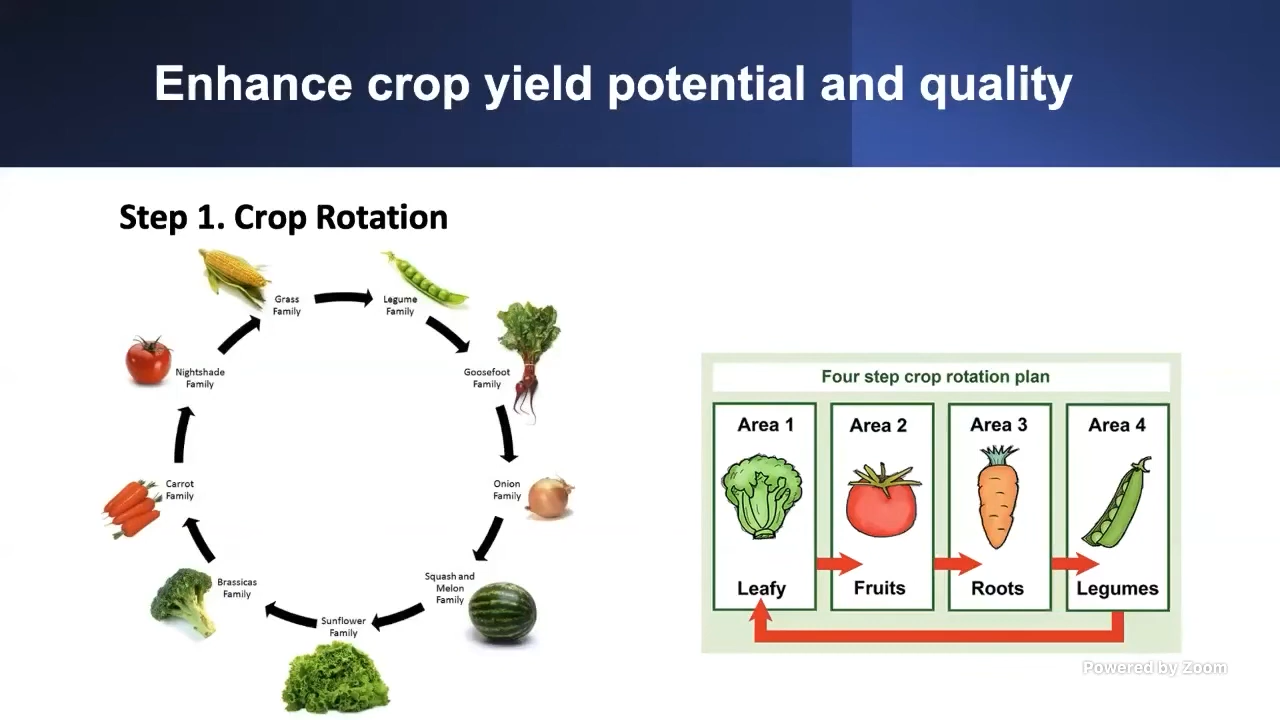 Enhance crop yield potential and quality
Step 1. Crop Rotation
Grass
Family
Legume
Family
Goosefoot
Family
Onion
Family
Squash and
Melon
Family
Sunflower
Family
Brassicas
Family
Carrot
Family
Nightshade
Family
Four step crop rotation plan
Area 1
Area 2
Area 3
Area 4
Leafy
Fruits
Roots
Legumes
Powered by Zoom